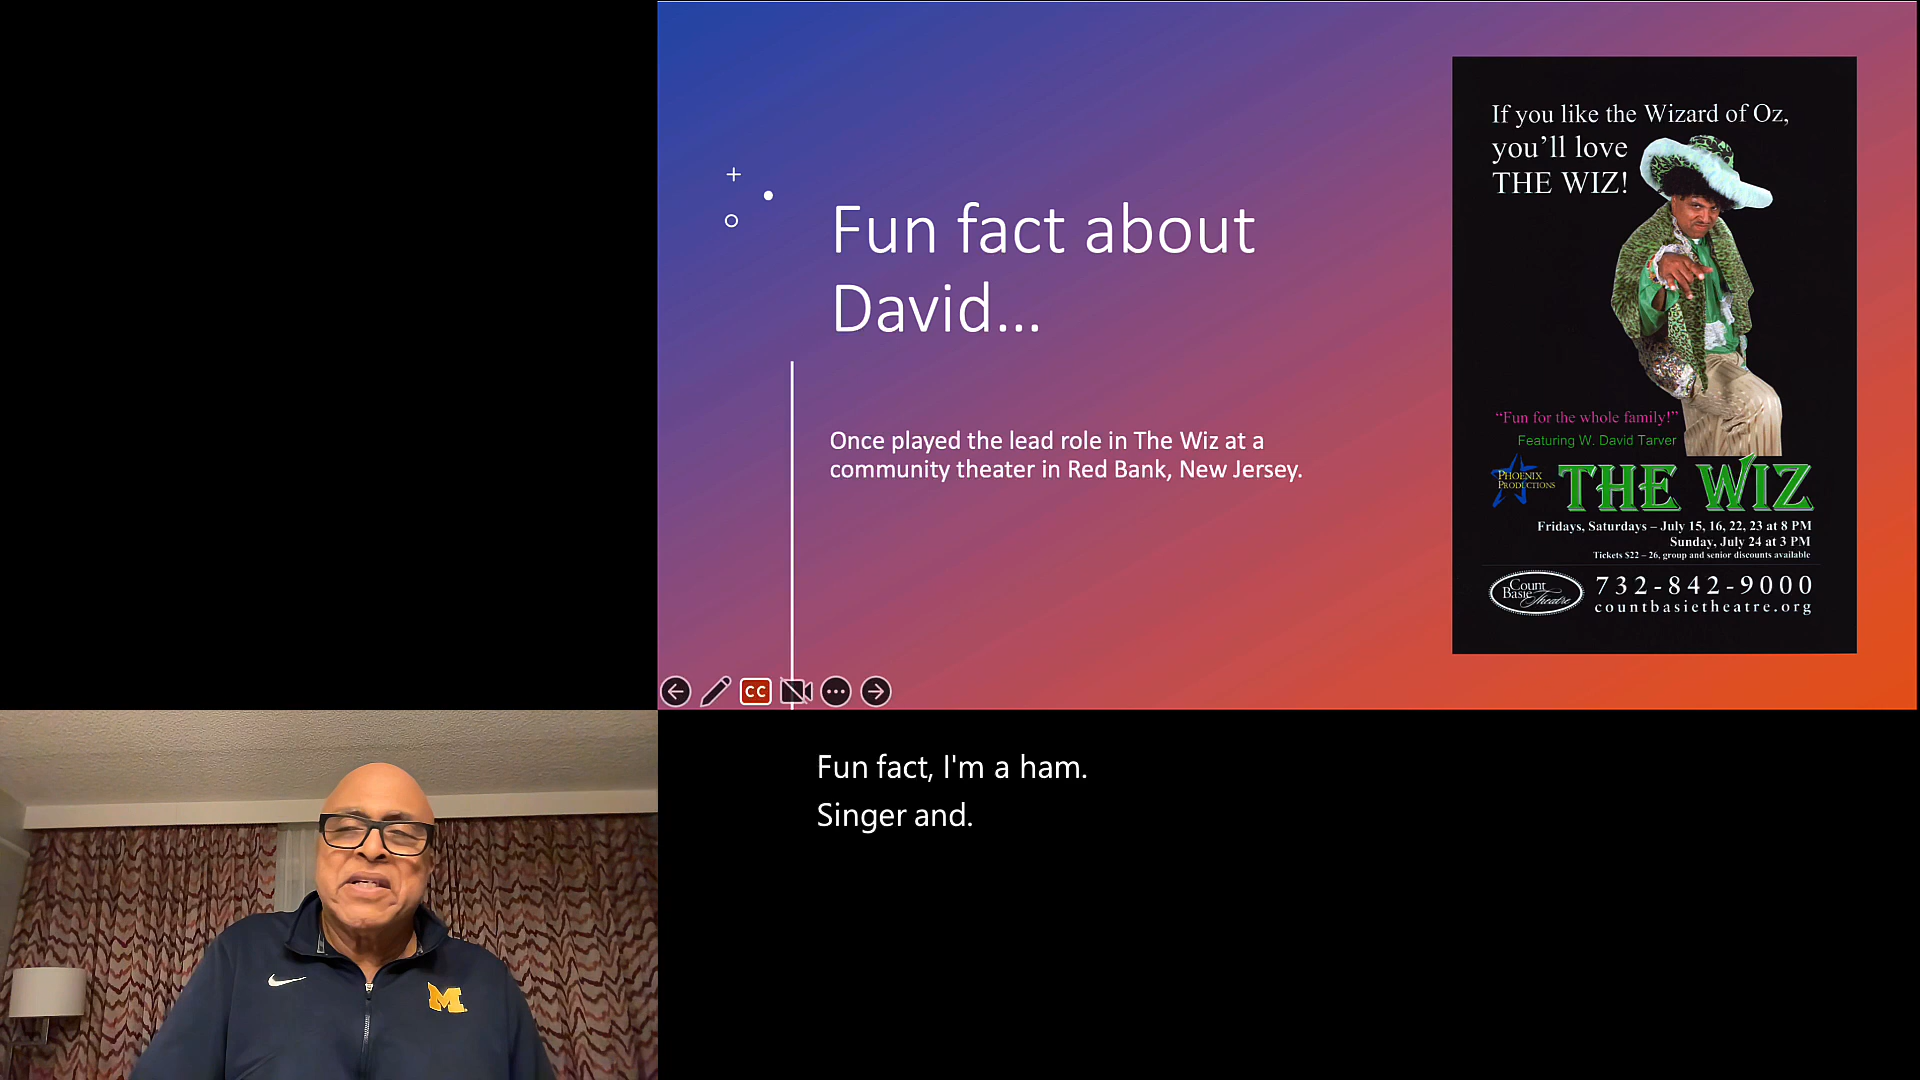 Fun fact about
David...
Once played the lead role in The Wiz at a
community theater in Red Bank, New Jersey.
If you like the Wizard of Oz,
you'll love
THE WIZ!
"Fun for the whole family!"
Featuring W. David Tarver
PHOENIX
PRODUCTIONS
THE WIZ
Fridays, Saturdays – July 15, 16, 22, 23 at 8 PM
Sunday, July 24 at 3 PM
Tickets $22 – 26, group and senior discounts available
Count
Basie Theatre
732-842-9000
countbasietheatre.org
CC
Fun fact, I'm a ham.
Singer and.
M